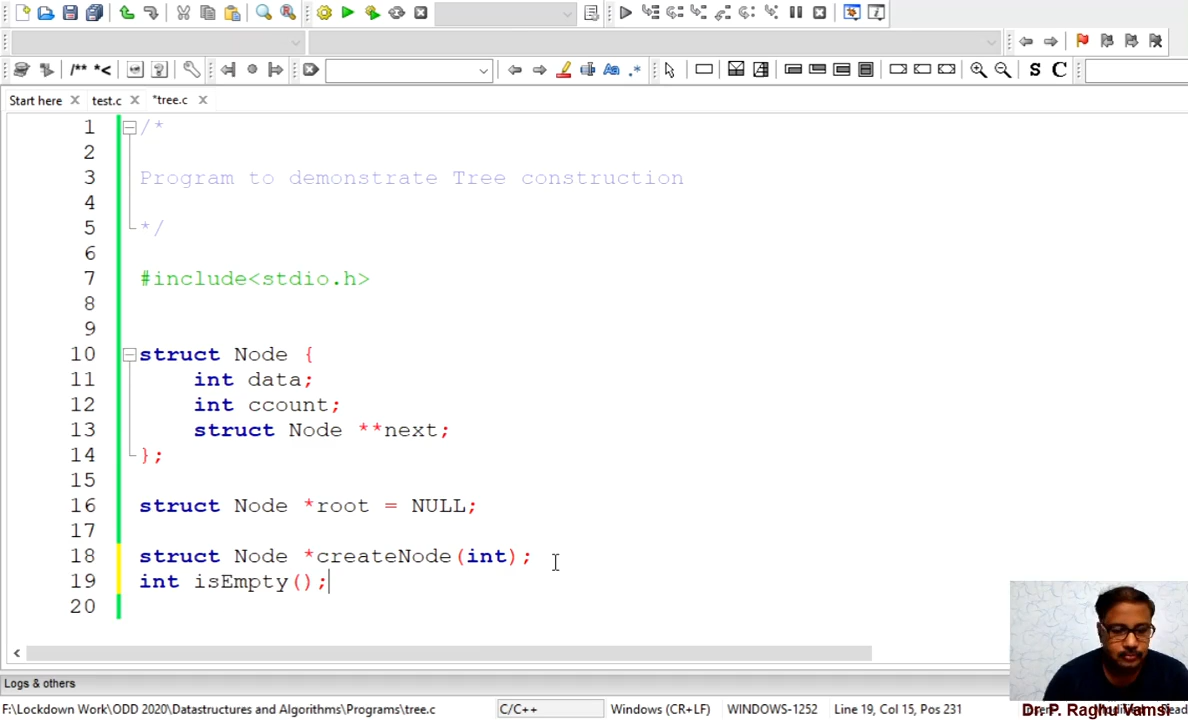 /** *<
S C
Start here test.c *tree.c
1 /*
2
3 Program to demonstrate Tree construction
4
5 */
6
7 #include<stdio.h>
8
9
10 struct Node {
11 int data;
12 int ccount;
13 struct Node **next;
14 };
15
16 struct Node *root = NULL;
17
18 struct Node *createNode(int);
19 int isEmpty();
20
Logs & others
F:\Lockdown Work\ODD 2020\Datastructures and Algorithms\Programs\tree.c C/C++ Windows (CR+LF) WINDOWS-1252 Line 19, Col 15, Pos 231
Dr. P. Raghu Vamsi